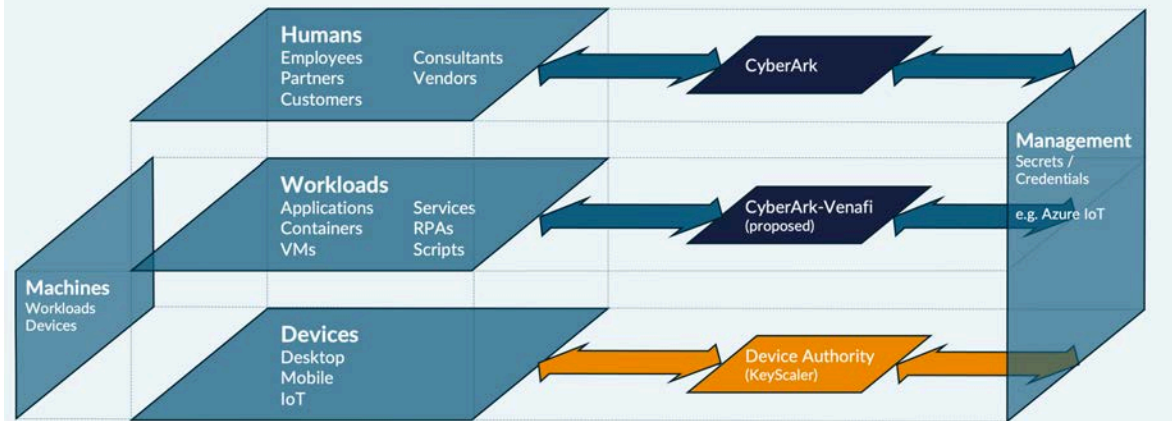 Humans
Employees
Consultants
Partners
Vendors
Customers
CyberArk
Management
Secrets /
Credentials
e.g. Azure IoT
Workloads
Applications
Services
Containers
RPAs
VMs
Scripts
CyberArk-Venafi
(proposed)
Machines
Workloads
Devices
Devices
Desktop
Mobile
IoT
Device Authority
(KeyScaler)